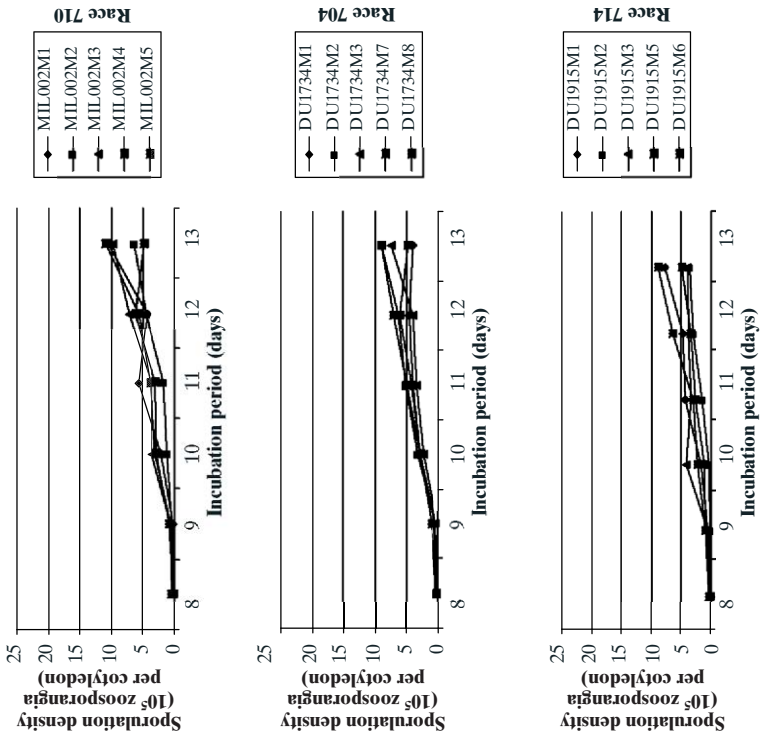 Race 710
MIL002M1
MIL002M2
MIL002M3
MIL002M4
MIL002M5
Sporulation density
(10⁵ zoosporangia
per cotyledon)
25
20
15
10
5
0
8
9
10
11
12
13
Incubation period (days)
Race 704
DU1734M1
DU1734M2
DU1734M3
DU1734M7
DU1734M8
Sporulation density
(10⁵ zoosporangia
per cotyledon)
25
20
15
10
5
0
8
9
10
11
12
13
Incubation period (days)
Race 714
DU1915M1
DU1915M2
DU1915M3
DU1915M5
DU1915M6
Sporulation density
(10⁵ zoosporangia
per cotyledon)
25
20
15
10
5
0
8
9
10
11
12
13
Incubation period (days)